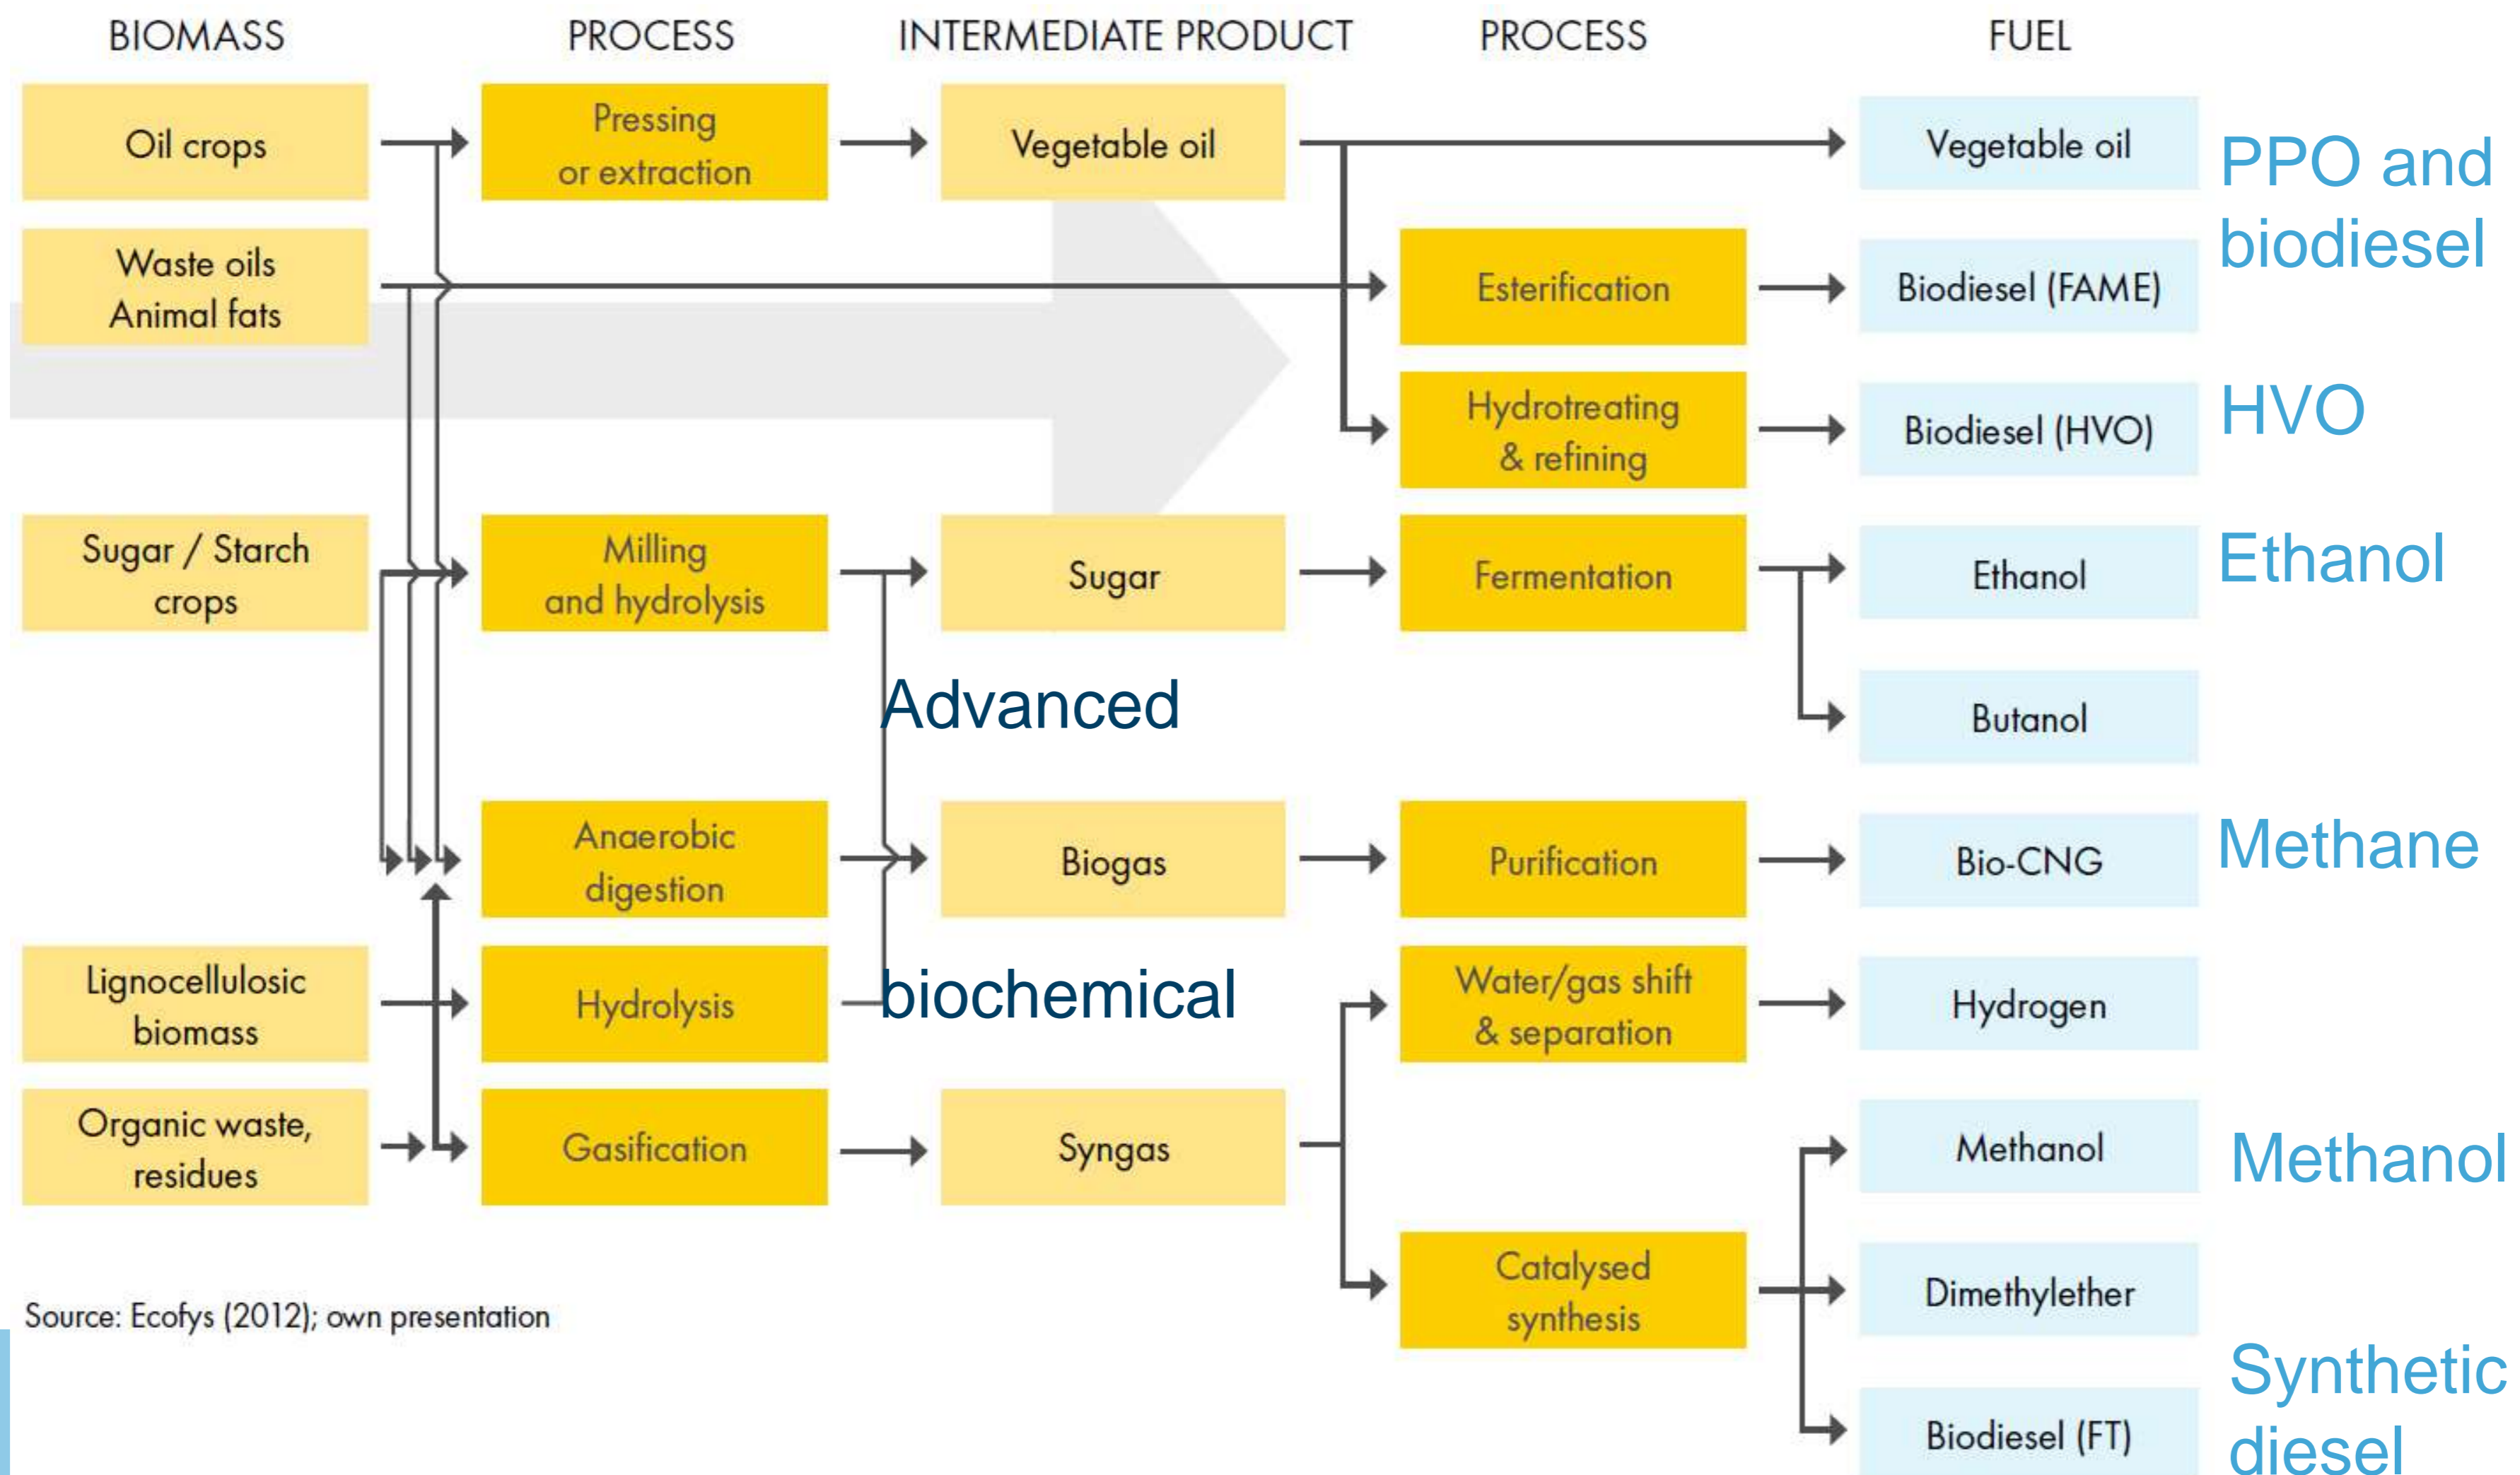 BIOMASS
PROCESS
INTERMEDIATE PRODUCT
PROCESS
FUEL
Oil crops
Pressing
or extraction
Vegetable oil
Vegetable oil
PPO and
biodiesel
Waste oils
Animal fats
Esterification
Biodiesel (FAME)
Hydrotreating
& refining
Biodiesel (HVO)
HVO
Sugar / Starch
crops
Milling
and hydrolysis
Sugar
Fermentation
Ethanol
Ethanol
Advanced
Butanol
Anaerobic
digestion
Biogas
Purification
Bio-CNG
Methane
Lignocellulosic
biomass
Hydrolysis
biochemical
Water/gas shift
& separation
Hydrogen
Organic waste,
residues
Gasification
Syngas
Methanol
Methanol
Catalysed
synthesis
Dimethylether
Biodiesel (FT)
Synthetic
diesel
Source: Ecofys (2012); own presentation